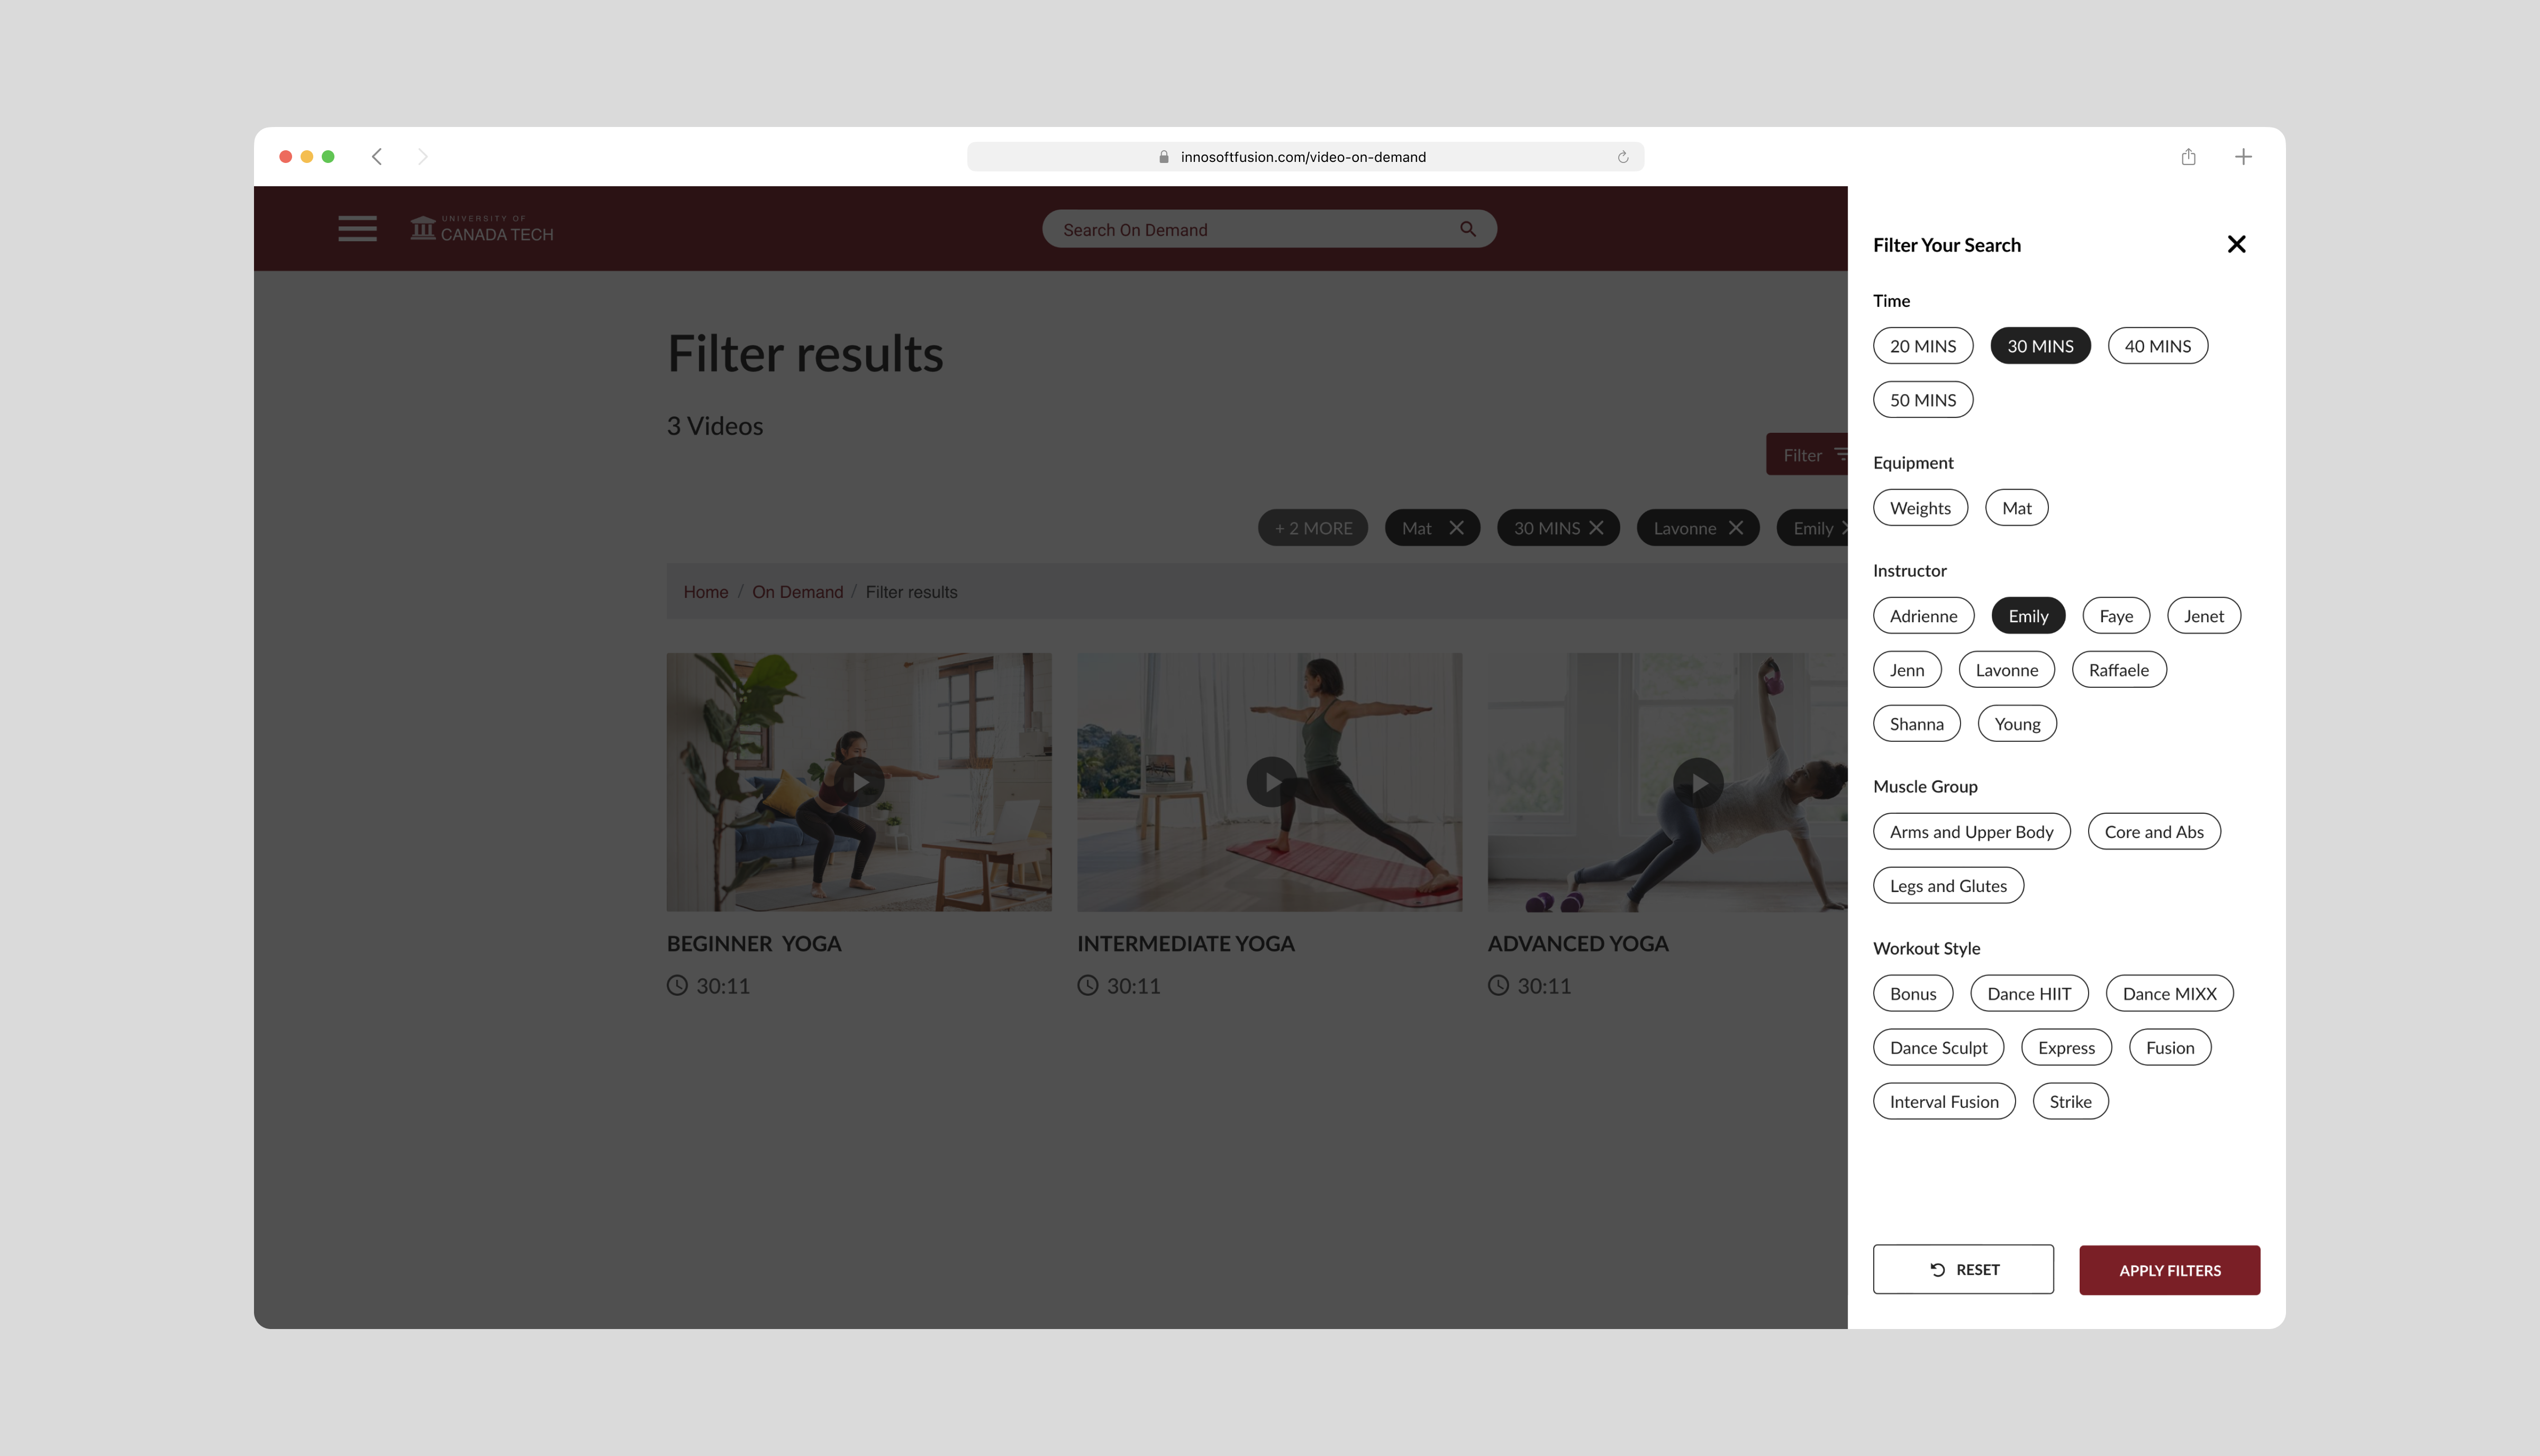 innosoftfusion.com/video-on-demand
UNIVERSITY OF
CANADA TECH
Search On Demand
Filter results
3 Videos
Filter
+ 2 MORE
Mat
30 MINS
Lavonne
Emily
Home / On Demand / Filter results
BEGINNER YOGA
30:11
INTERMEDIATE YOGA
30:11
ADVANCED YOGA
30:11
Filter Your Search
Time
20 MINS
30 MINS
40 MINS
50 MINS
Equipment
Weights
Mat
Instructor
Adrienne
Emily
Faye
Jenet
Jenn
Lavonne
Raffaele
Shanna
Young
Muscle Group
Arms and Upper Body
Core and Abs
Legs and Glutes
Workout Style
Bonus
Dance HIIT
Dance MIXX
Dance Sculpt
Express
Fusion
Interval Fusion
Strike
RESET
APPLY FILTERS